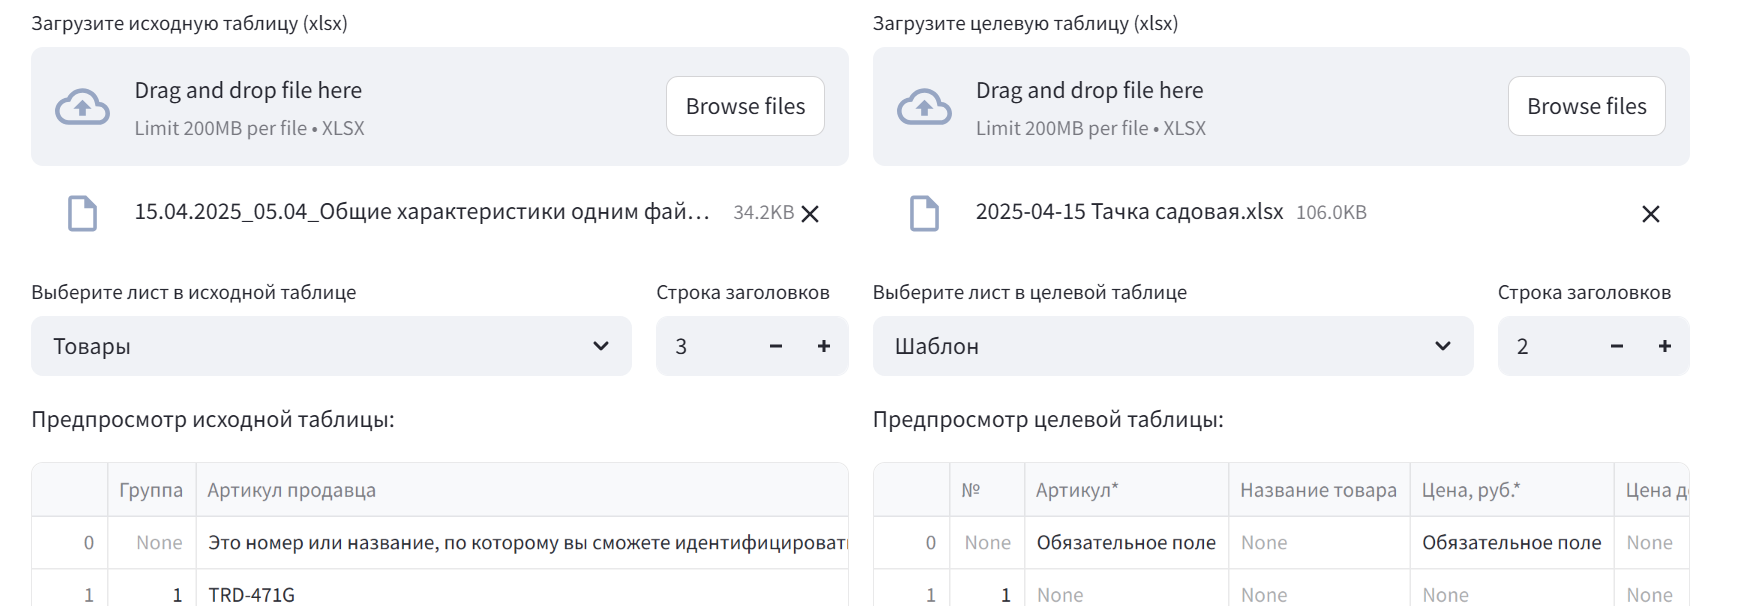 Загрузите исходную таблицу (xlsx)
Drag and drop file here
Limit 200MB per file • XLSX
Browse files
15.04.2025_05.04_Общие характеристики одним фай...
34.2KB
Выберите лист в исходной таблице
Строка заголовков
Товары
3
Предпросмотр исходной таблицы:
Группа Артикул продавца
0 None Это номер или название, по которому вы сможете идентифицироват
1 1 TRD-471G
Загрузите целевую таблицу (xlsx)
Drag and drop file here
Limit 200MB per file • XLSX
Browse files
2025-04-15 Тачка садовая.xlsx 106.0KB
Выберите лист в целевой таблице
Строка заголовков
Шаблон
2
Предпросмотр целевой таблицы:
№ Артикул* Название товара Цена, руб.* Цена
0 None Обязательное поле None Обязательное поле None
1 1 None None None None